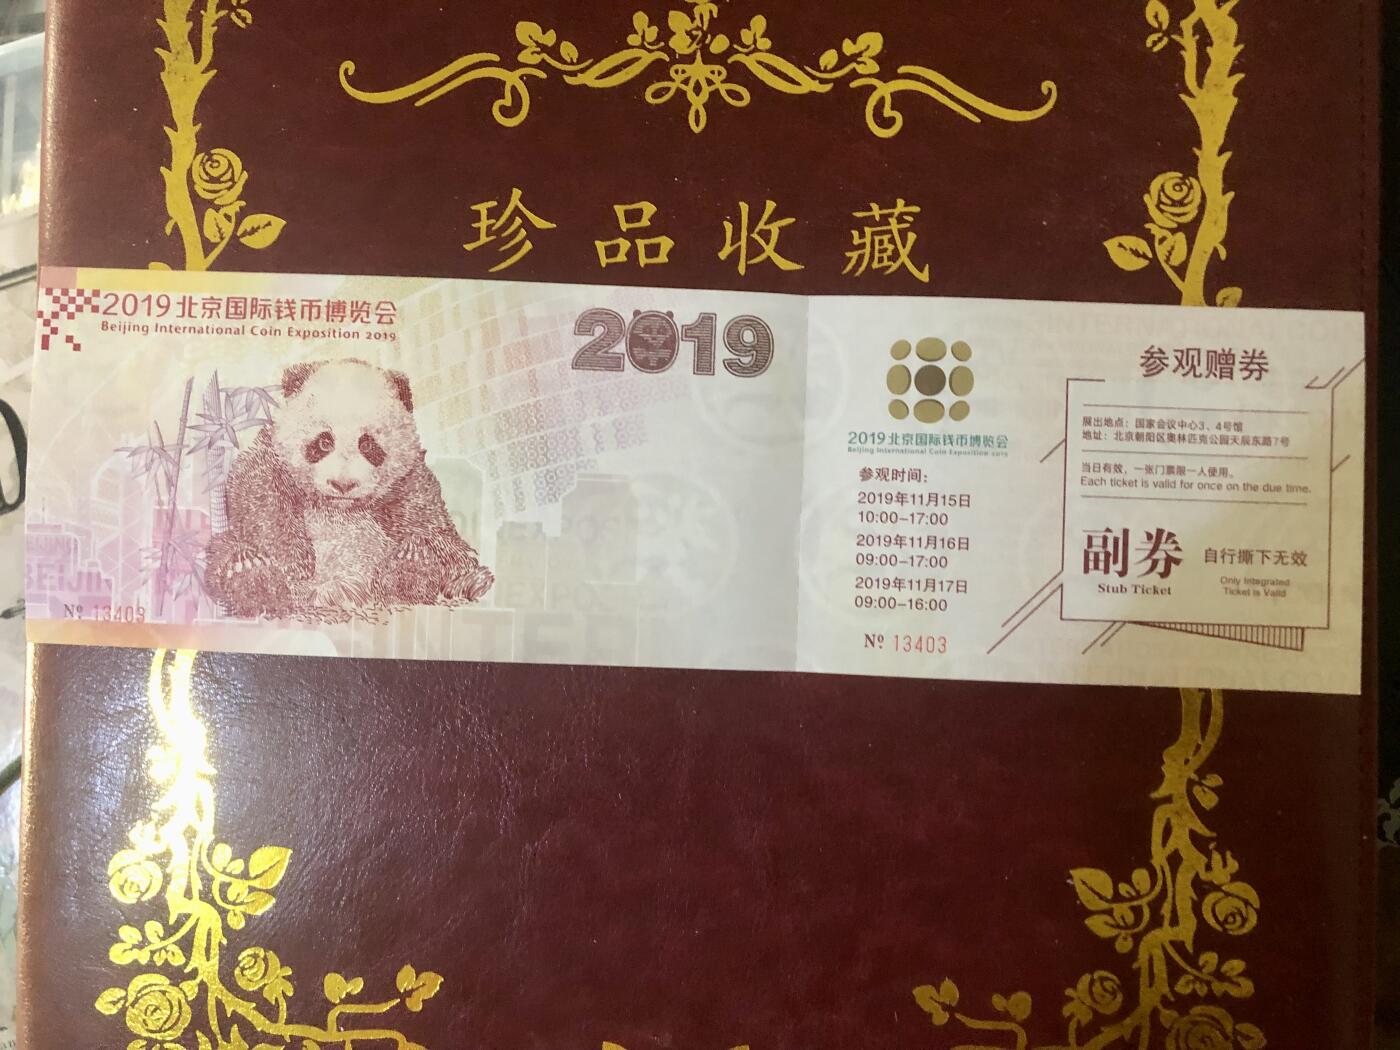 珍品收藏
2019北京国际钱币博览会
Beijing International Coin Exposition 2019
2019
BEIJI
№ 13403
2019北京国际钱币博览会
Beijing International Coin Exposition 2019
参观时间：
2019年11月15日
10:00–17:00
2019年11月16日
09:00–17:00
2019年11月17日
09:00–16:00
№ 13403
参观赠券
展出地点：国家会议中心3、4号馆
地址：北京朝阳区奥林匹克公园天辰东路7号
当日有效，一张门票限一人使用。
Each ticket is valid for once on the due time.
副券
Stub Ticket
自行撕下无效
Only Integrated
Ticket is Valid